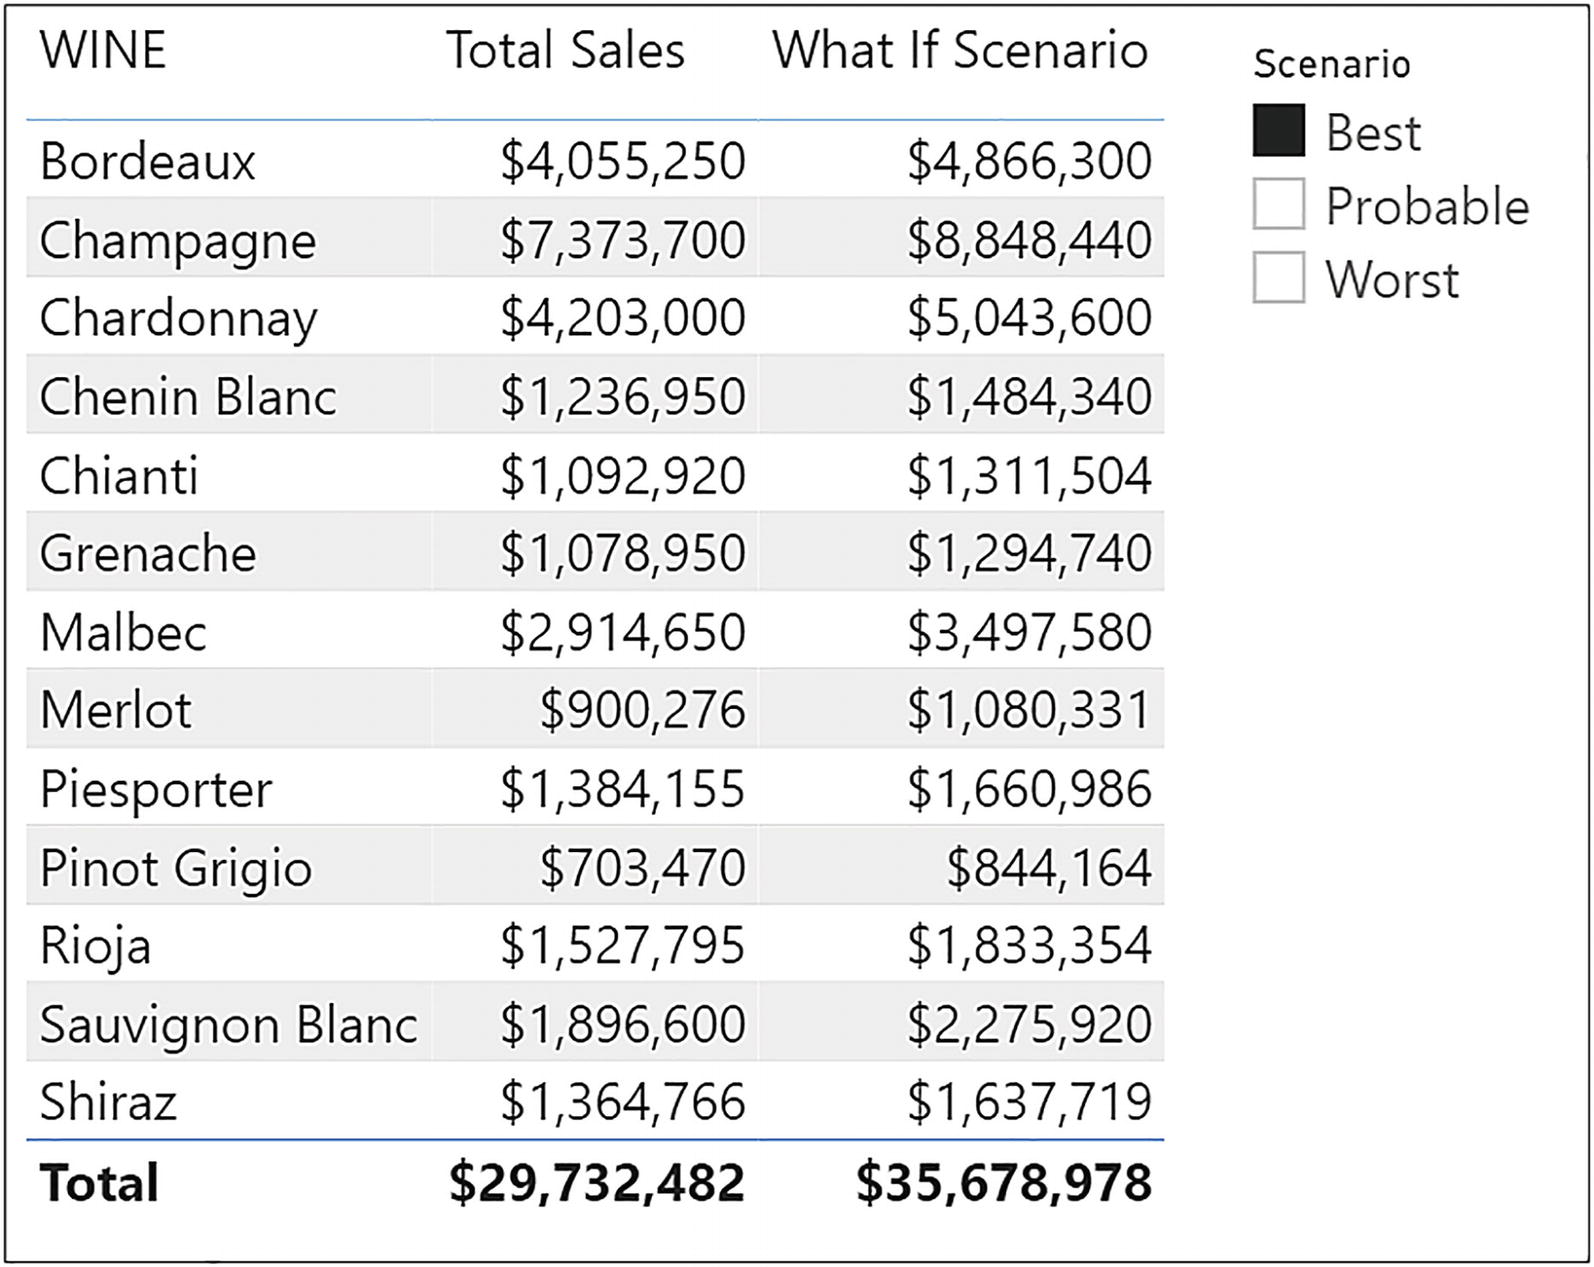 WINE Total Sales What If Scenario
Bordeaux $4,055,250 $4,866,300
Champagne $7,373,700 $8,848,440
Chardonnay $4,203,000 $5,043,600
Chenin Blanc $1,236,950 $1,484,340
Chianti $1,092,920 $1,311,504
Grenache $1,078,950 $1,294,740
Malbec $2,914,650 $3,497,580
Merlot $900,276 $1,080,331
Piesporter $1,384,155 $1,660,986
Pinot Grigio $703,470 $844,164
Rioja $1,527,795 $1,833,354
Sauvignon Blanc $1,896,600 $2,275,920
Shiraz $1,364,766 $1,637,719
Total $29,732,482 $35,678,978
Scenario
Best
Probable
Worst